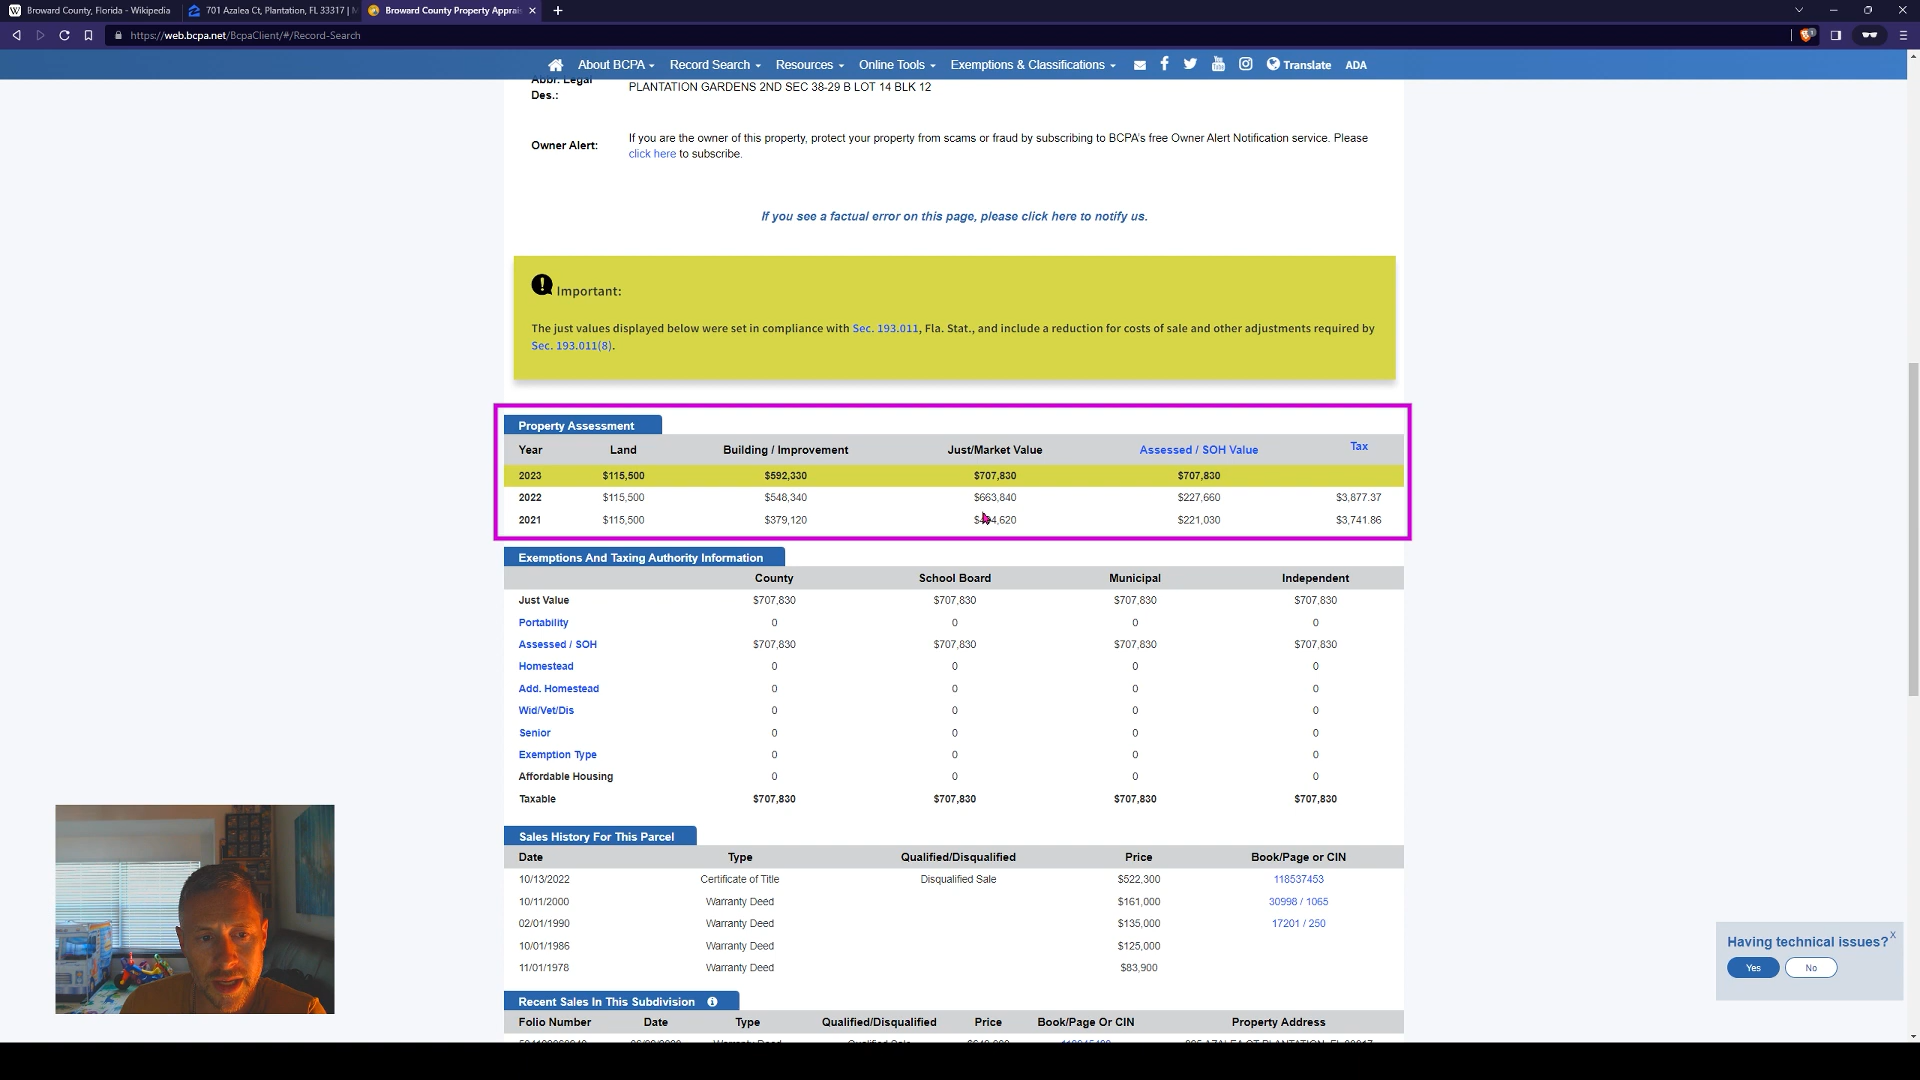 Broward County, Florida - Wikipedia
701 Azalea Ct, Plantation, FL 33317 |
Broward County Property Apprai
https://web.bcpa.net/BcpaClient/#/Record-Search
About BCPA Record Search Resources Online Tools Exemptions & Classifications Translate ADA
Abbr. Legal
Des.:
PLANTATION GARDENS 2ND SEC 38-29 B LOT 14 BLK 12
Owner Alert:
If you are the owner of this property, protect your property from scams or fraud by subscribing to BCPA's free Owner Alert Notification service. Please
click here to subscribe.
If you see a factual error on this page, please click here to notify us.
Important:
The just values displayed below were set in compliance with Sec. 193.011, Fla. Stat., and include a reduction for costs of sale and other adjustments required by
Sec. 193.011(8).
Property Assessment
Year Land Building / Improvement Just/Market Value Assessed / SOH Value Tax
2023 $115,500 $592,330 $707,830 $707,830
2022 $115,500 $548,340 $663,840 $227,660 $3,877.37
2021 $115,500 $379,120 $221,030 $3,741.86
Exemptions And Taxing Authority Information
County School Board Municipal Independent
Just Value $707,830 $707,830 $707,830 $707,830
Portability 0 0 0 0
Assessed / SOH $707,830 $707,830 $707,830 $707,830
Homestead 0 0 0 0
Add. Homestead 0 0 0 0
Wid/Vet/Dis 0 0 0 0
Senior 0 0 0 0
Exemption Type 0 0 0 0
Affordable Housing 0 0 0 0
Taxable $707,830 $707,830 $707,830 $707,830
Sales History For This Parcel
Date Type Qualified/Disqualified Price Book/Page or CIN
10/13/2022 Certificate of Title Disqualified Sale $522,300 118537453
10/11/2000 Warranty Deed $161,000 30998 / 1065
02/01/1990 Warranty Deed $135,000 17201 / 250
10/01/1986 Warranty Deed $125,000
11/01/1978 Warranty Deed $83,900
Recent Sales In This Subdivision
Folio Number Date Type Qualified/Disqualified Price Book/Page Or CIN Property Address
Having technical issues? X
Yes No